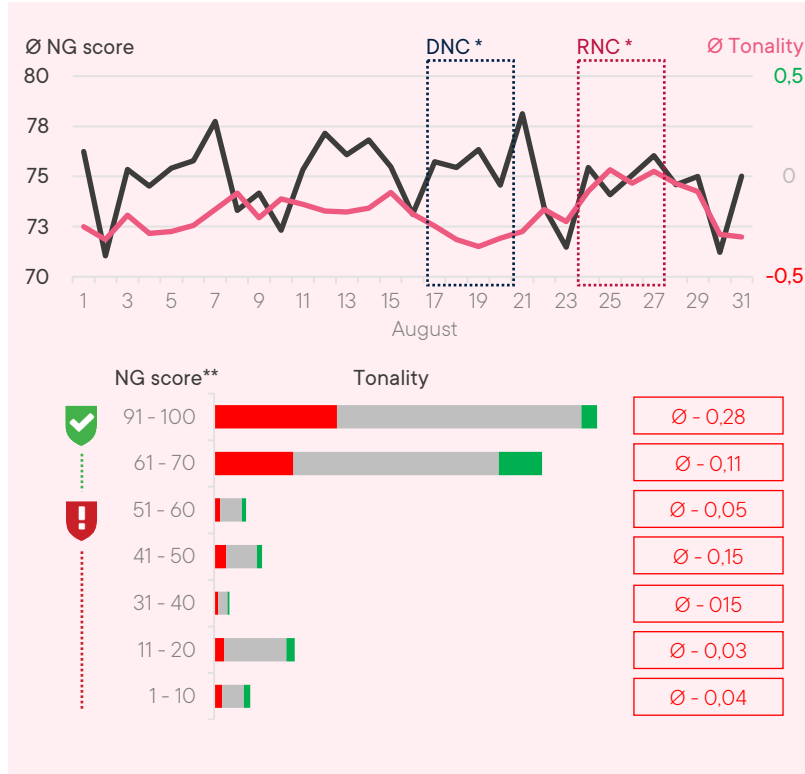 Ø NG score DNC * RNC * Ø Tonality
80 0,5
78
75 0
73
70 -0,5
1 3 5 7 9 11 13 15 17 19 21 23 25 27 29 31
August
NG score** Tonality
91 - 100 Ø - 0,28
61 - 70 Ø - 0,11
51 - 60 Ø - 0,05
41 - 50 Ø - 0,15
31 - 40 Ø - 015
11 - 20 Ø - 0,03
1 - 10 Ø - 0,04